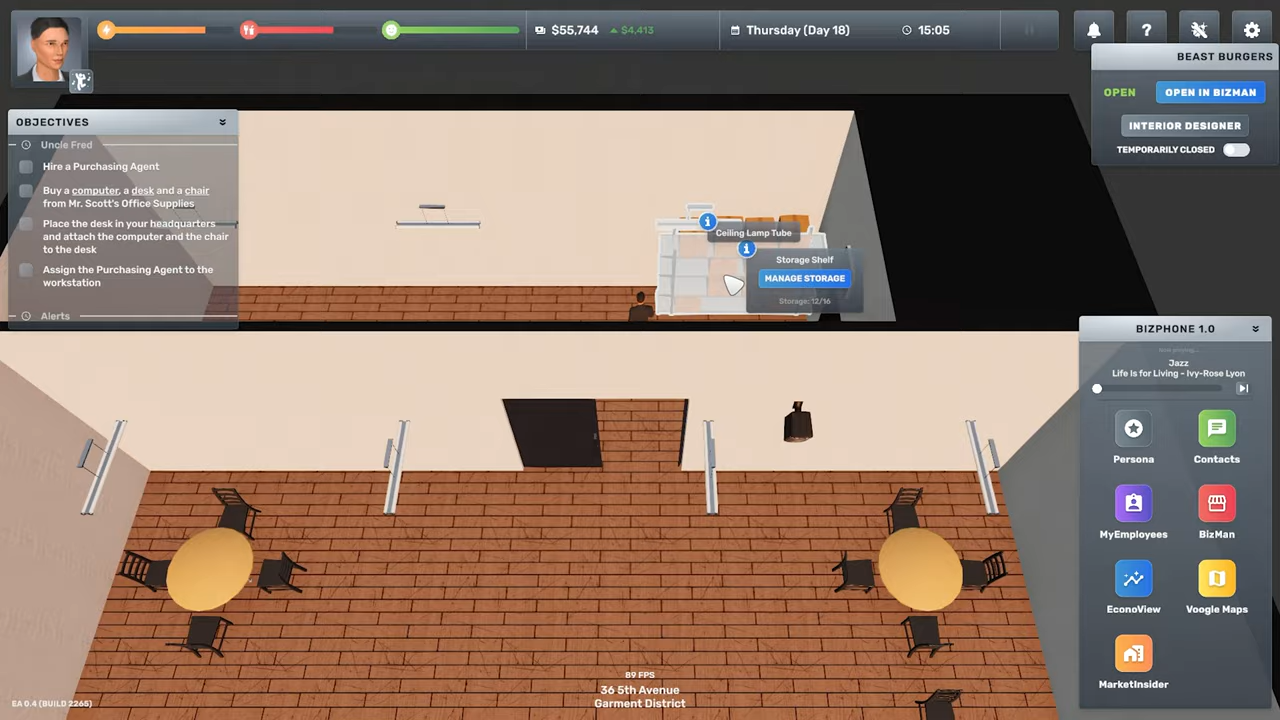 $55,744
$4,413
Thursday (Day 18)
15:05
?
BEAST BURGERS
OPEN
OPEN IN BIZMAN
INTERIOR DESIGNER
TEMPORARILY CLOSED
OBJECTIVES
Uncle Fred
Hire a Purchasing Agent
Buy a computer, a desk and a chair
from Mr. Scott's Office Supplies
Place the desk in your headquarters
and attach the computer and the chair
to the desk
Assign the Purchasing Agent to the
workstation
Alerts
Ceiling Lamp Tube
Storage Shelf
MANAGE STORAGE
Storage: 12/16
BIZPHONE 1.0
Now playing...
Jazz
Life Is for Living - Ivy-Rose Lyon
Persona
Contacts
MyEmployees
BizMan
EconoView
Voogle Maps
MarketInsider
89 FPS
36 5th Avenue
Garment District
EA 0.4 (BUILD 2265)